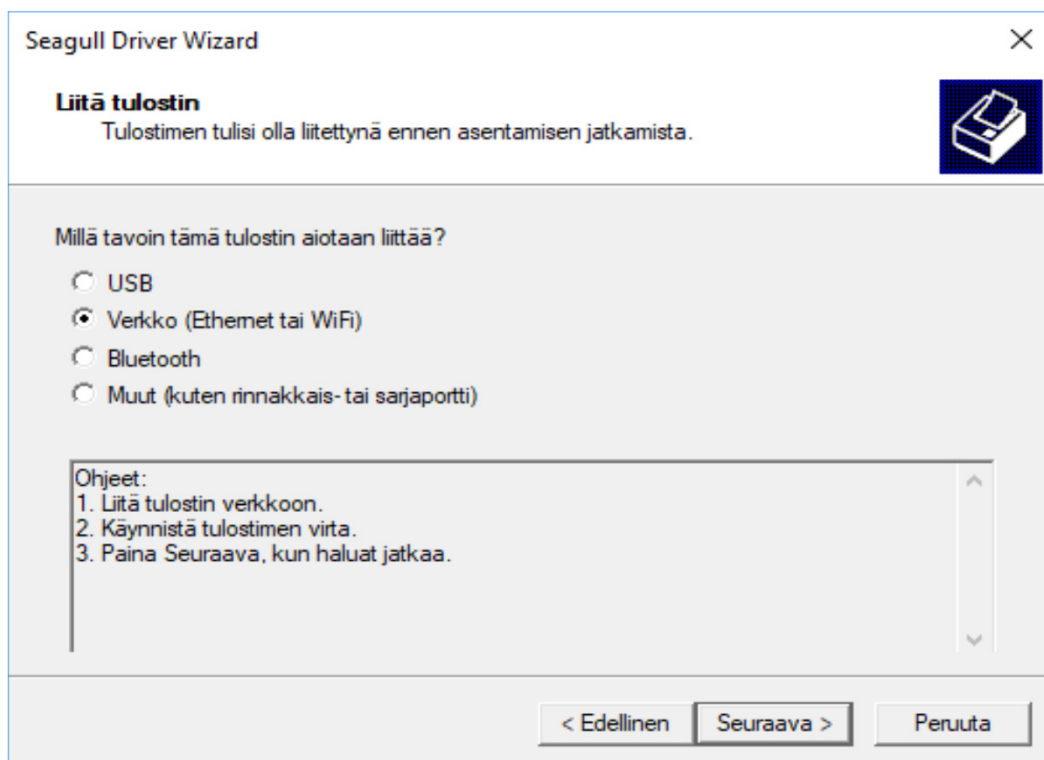 Seagull Driver Wizard
Liitä tulostin
Tulostimen tulisi olla liitettynä ennen asentamisen jatkamista.
Millä tavoin tämä tulostin aiotaan liittää?
USB
Verkko (Ethernet tai WiFi)
Bluetooth
Muut (kuten rinnakkais- tai sarjaportti)
Ohjeet:
1. Liitä tulostin verkkoon.
2. Käynnistä tulostimen virta.
3. Paina Seuraava, kun haluat jatkaa.
< Edellinen Seuraava > Peruuta